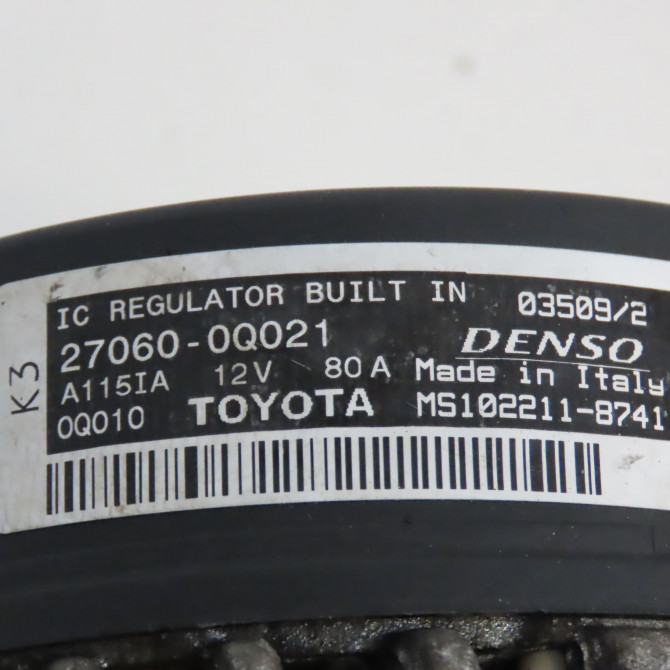 K3
IC REGULATOR BUILT IN 03509/2
27060-0Q021 DENSO
A115IA 12V 80A Made in Italy
0Q010 TOYOTA MS102211-8741